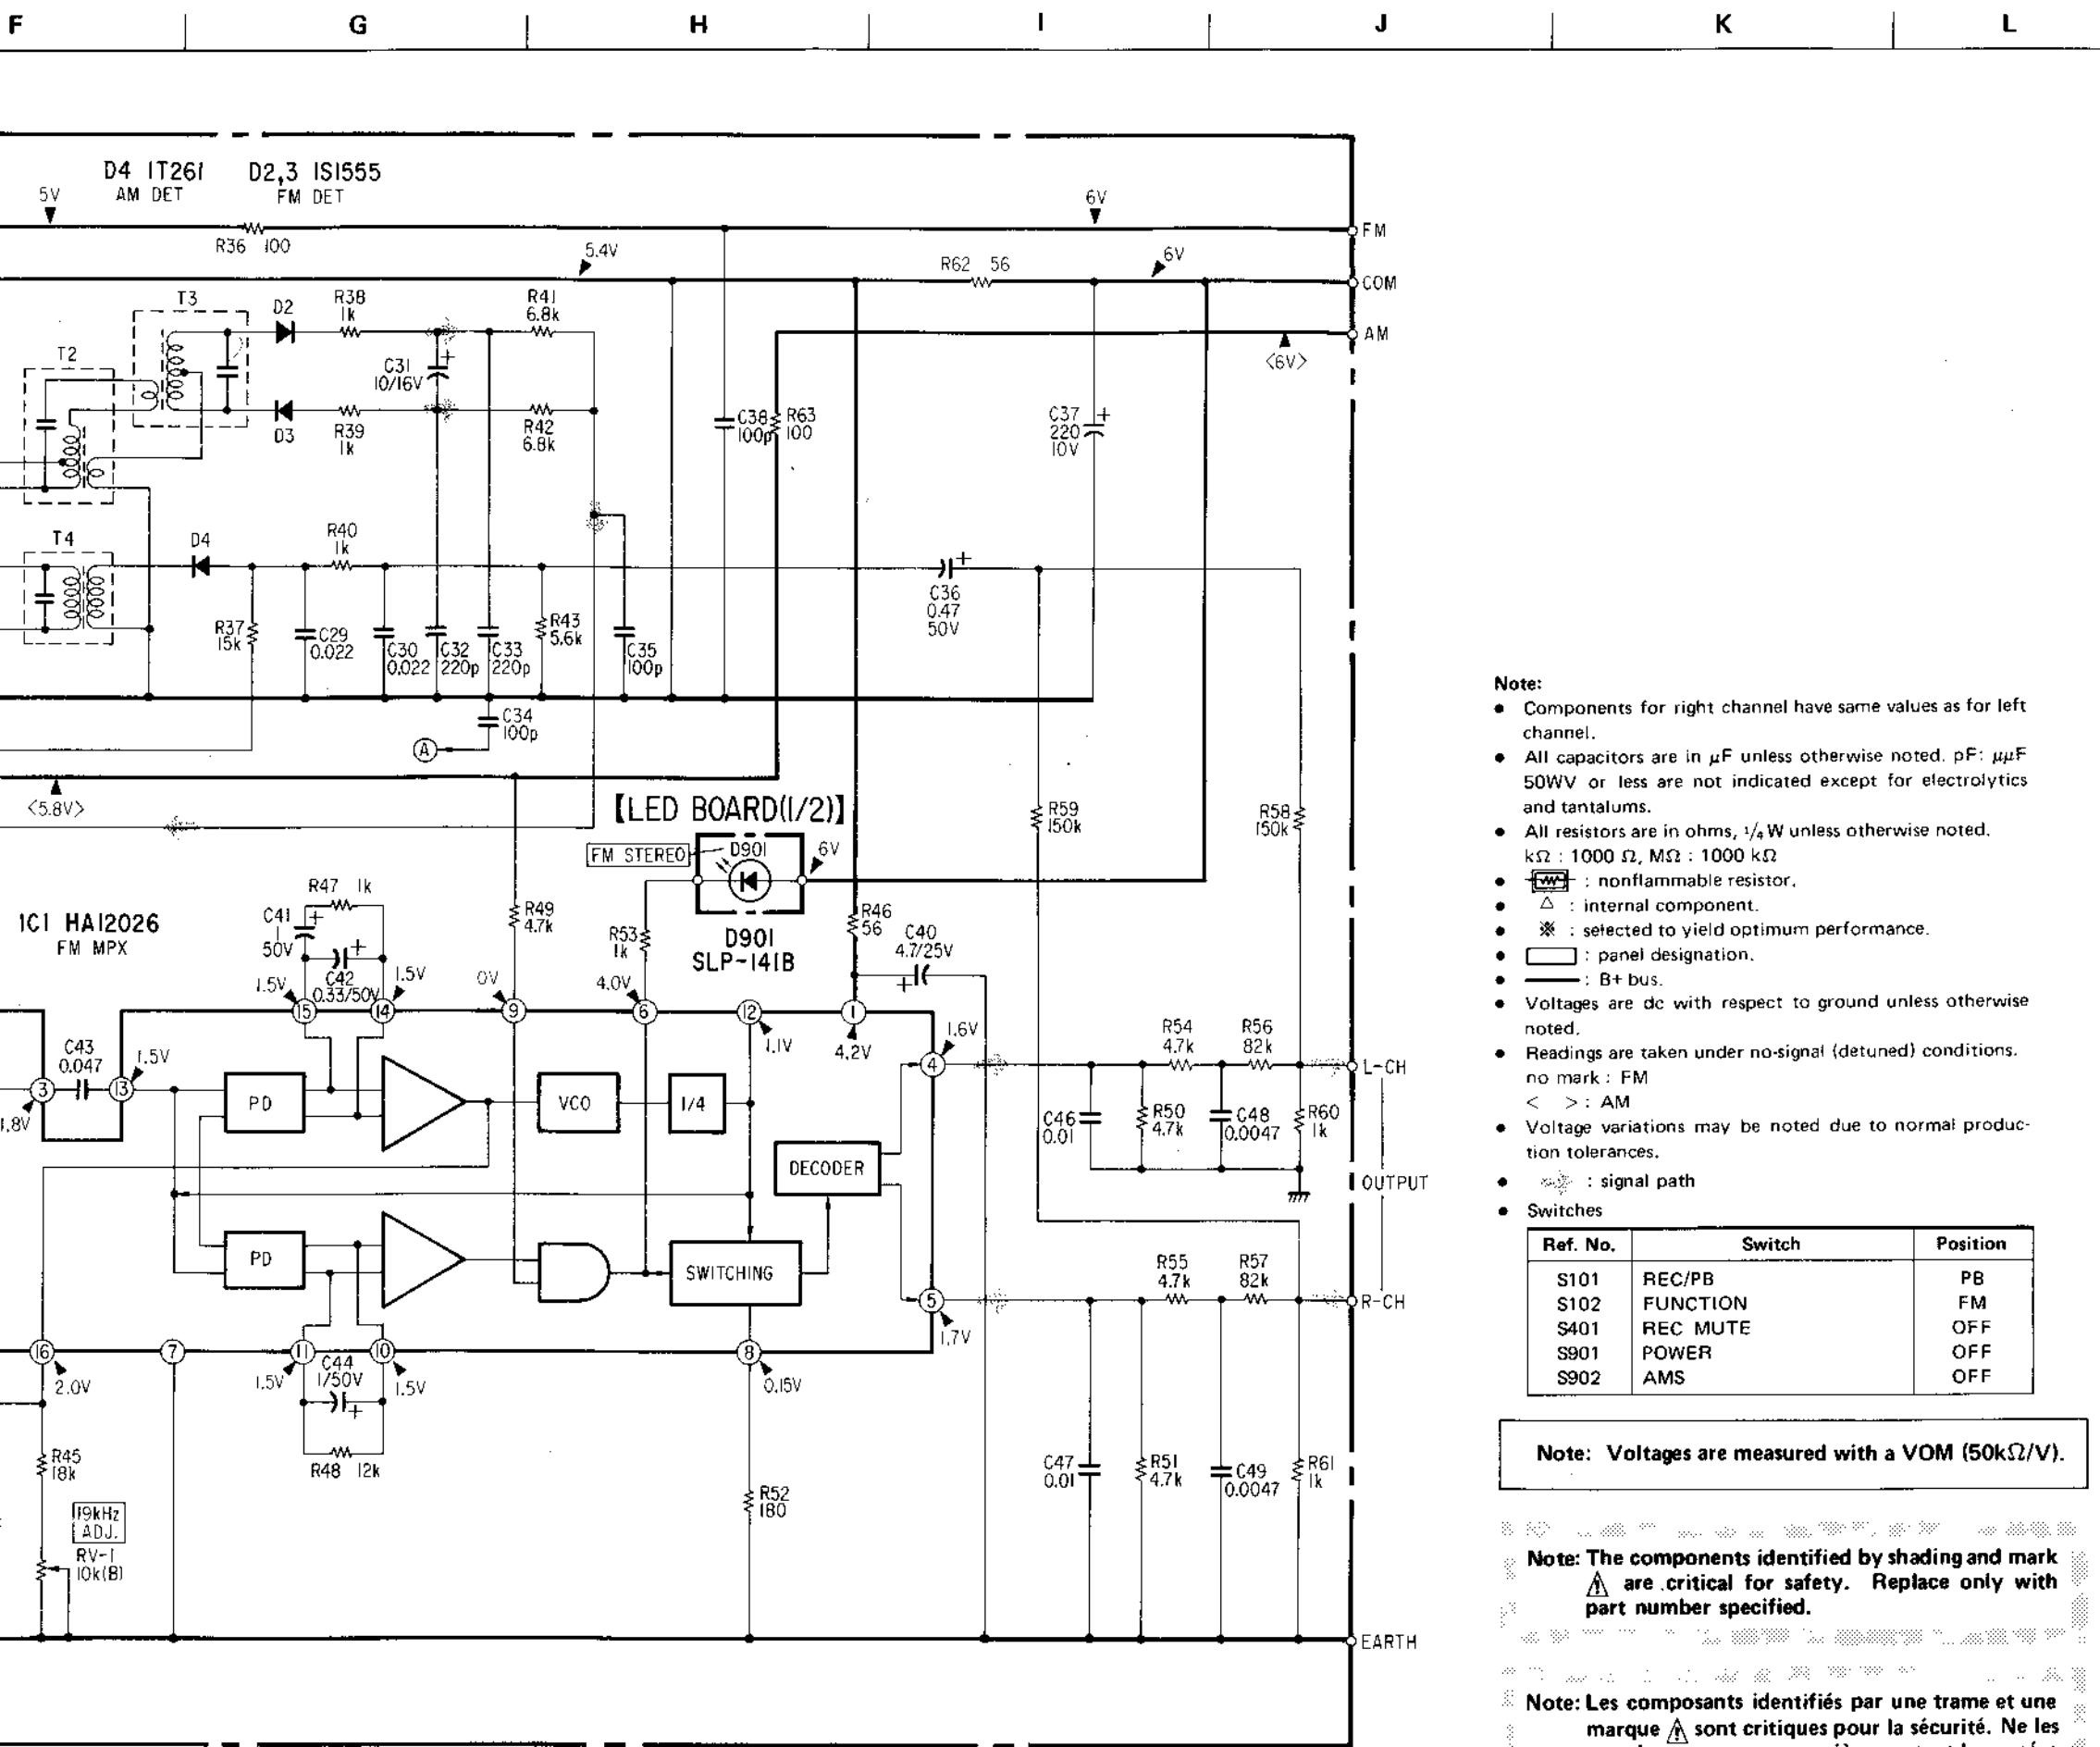 F G H I J K L
D4 1T261 D2,3 1S1555
AM DET FM DET
5V
6V
FM
R36 100
5.4V
R62 56
6V
COM
T3
D2
R38
1k
R41
6.8k
AM
T2
C31
10/16V
<6V>
D3
R39
1k
R42
6.8k
C38
100p
R63
100
C37
220
10V
T4
D4
R40
1k
C36
0.47
50V
R37
15k
C29
0.022
C30
0.022
C32
220p
C33
220p
R43
5.6k
C35
100p
C34
100p
A
<5.8V>
【LED BOARD(1/2)】
FM STEREO
D901
6V
R59
150k
R58
150k
R47 1k
IC1 HA12026
FM MPX
C41
1
50V
R49
4.7k
R53
1k
D901
SLP-141B
R46
56
C40
4.7/25V
C42
0.33/50V
1.5V
1.5V
0V
4.0V
15 14 9 6 12 1
1.1V
4.2V
1.6V
C43
0.047
1.5V
3 13
1.8V
PD
VCO
1/4
4
R54
4.7k
R56
82k
L-CH
C46
0.01
R50
4.7k
C48
0.0047
R60
1k
DECODER
OUTPUT
PD
SWITCHING
5
1.7V
R55
4.7k
R57
82k
R-CH
16 7 11 10 8
2.0V
1.5V
C44
1/50V
1.5V
0.15V
R45
18k
R48 12k
R52
180
C47
0.01
R51
4.7k
C49
0.0047
R61
1k
19kHz
ADJ.
RV-1
10k(B)
EARTH
Note:
• Components for right channel have same values as for left
channel.
• All capacitors are in μF unless otherwise noted. pF: μμF
50WV or less are not indicated except for electrolytics
and tantalums.
• All resistors are in ohms, ¼W unless otherwise noted.
kΩ : 1000 Ω, MΩ : 1000 kΩ
• : nonflammable resistor.
• △ : internal component.
• ※ : selected to yield optimum performance.
• : panel designation.
• : B+ bus.
• Voltages are dc with respect to ground unless otherwise
noted.
• Readings are taken under no-signal (detuned) conditions.
no mark : FM
< > : AM
• Voltage variations may be noted due to normal produc-
tion tolerances.
• : signal path
• Switches
Ref. No. Switch Position
S101 REC/PB PB
S102 FUNCTION FM
S401 REC MUTE OFF
S901 POWER OFF
S902 AMS OFF
Note: Voltages are measured with a VOM (50kΩ/V).
Note: The components identified by shading and mark
⚠ are critical for safety. Replace only with
part number specified.
Note: Les composants identifiés par une trame et une
marque ⚠ sont critiques pour la sécurité. Ne les